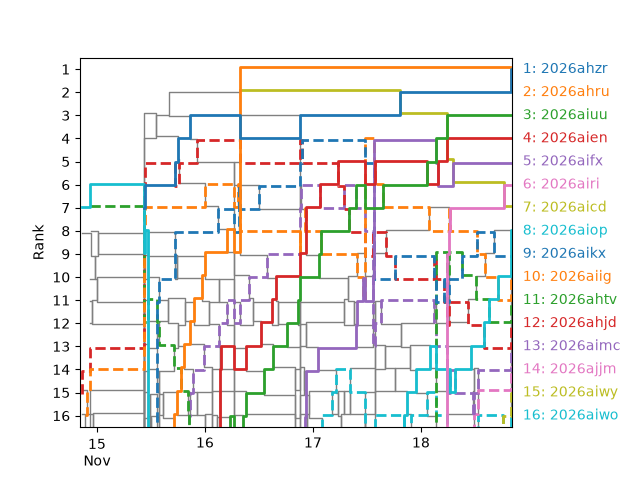 1
2
3
4
5
6
7
8
9
10
11
12
13
14
15
16
Rank
15
16
17
18
Nov
1: 2026ahzr
2: 2026ahru
3: 2026aiuu
4: 2026aien
5: 2026aifx
6: 2026airi
7: 2026aicd
8: 2026aiop
9: 2026aikx
10: 2026aiig
11: 2026ahtv
12: 2026ahjd
13: 2026aimc
14: 2026ajjm
15: 2026aiwy
16: 2026aiwo